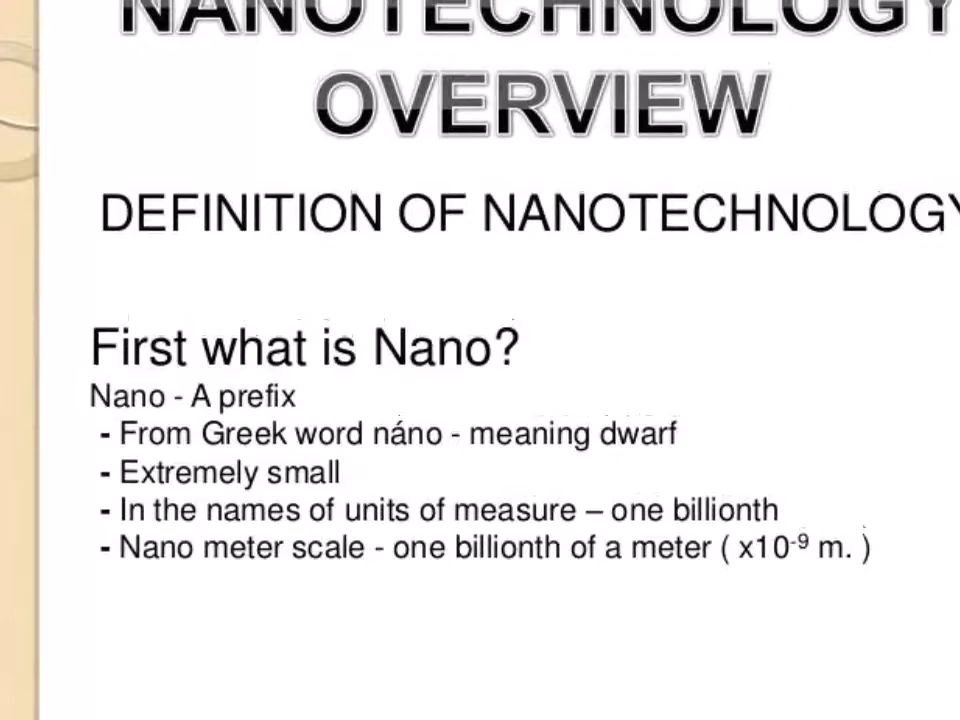 NANOTECHNOLOGY
OVERVIEW
DEFINITION OF NANOTECHNOLOGY
First what is Nano?
Nano - A prefix
- From Greek word náno - meaning dwarf
- Extremely small
- In the names of units of measure – one billionth
- Nano meter scale - one billionth of a meter ( x10⁻⁹ m. )